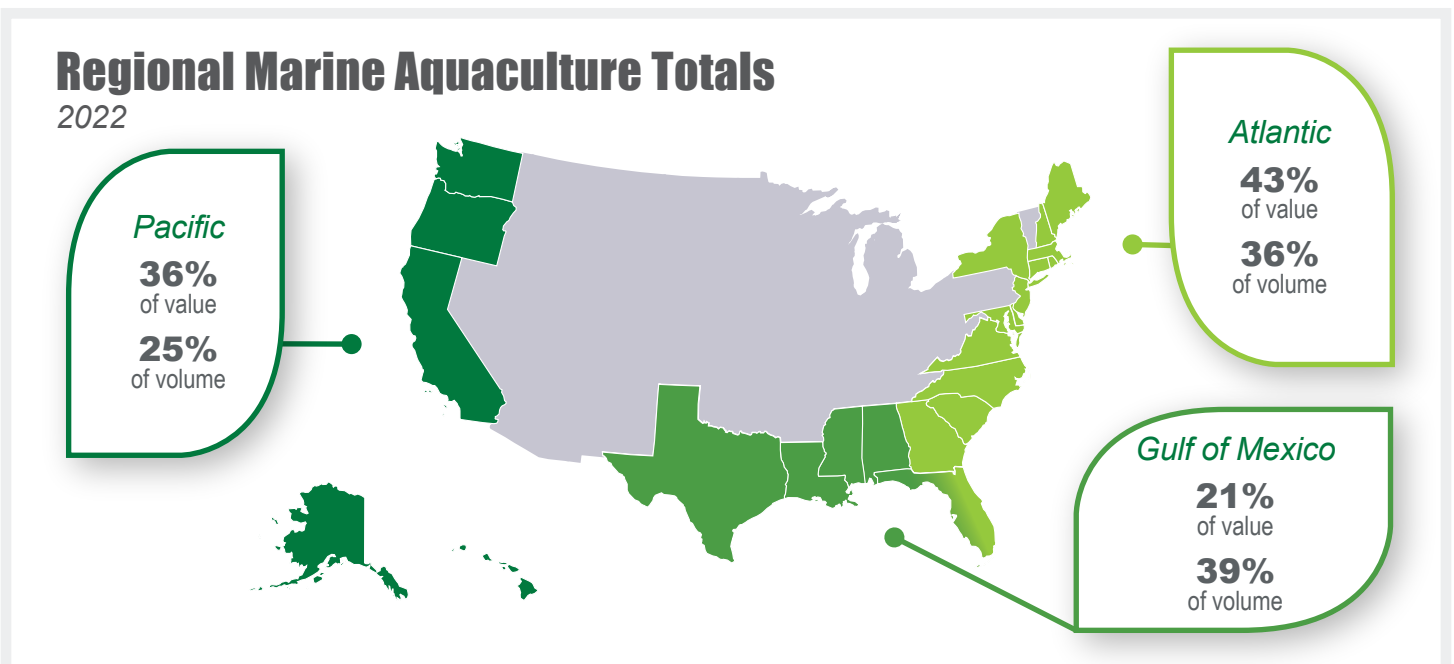 Regional Marine Aquaculture Totals
2022
Pacific
36%
of value
25%
of volume
Atlantic
43%
of value
36%
of volume
Gulf of Mexico
21%
of value
39%
of volume